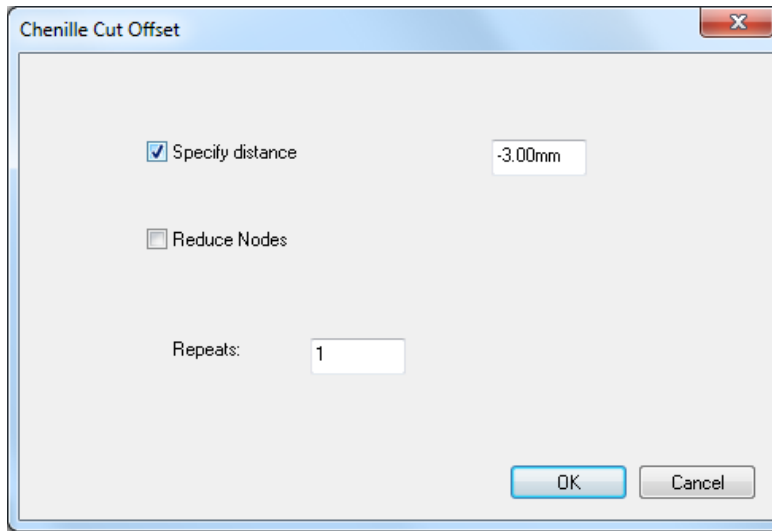 Chenille Cut Offset
Specify distance -3.00mm
Reduce Nodes
Repeats: 1
OK Cancel